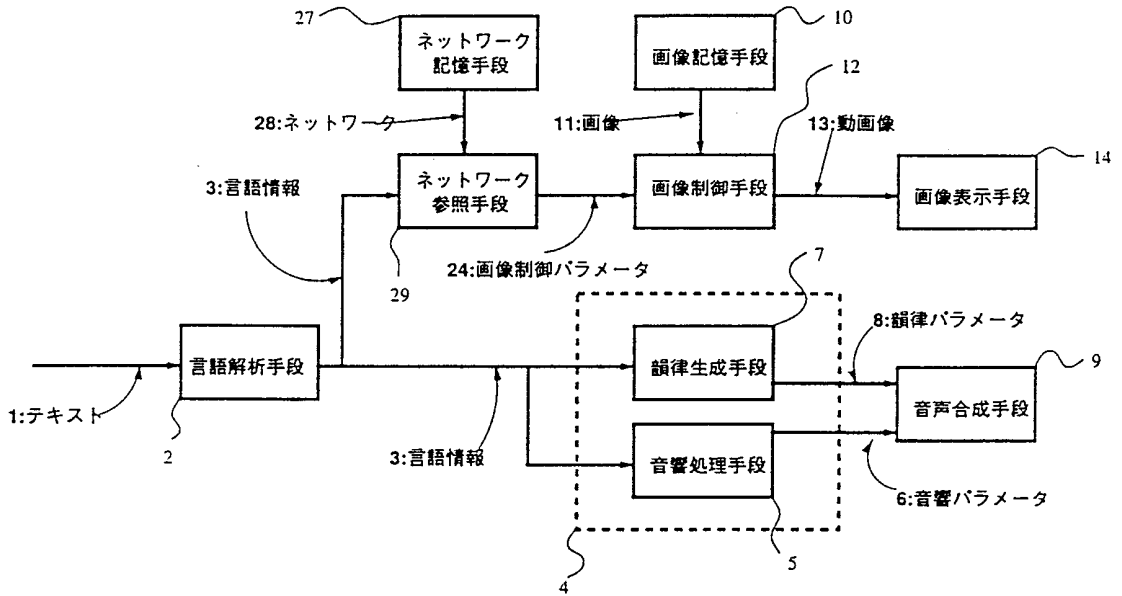 27
ネットワーク
記憶手段
10
画像記憶手段
12
28:ネットワーク
11:画像
13:動画像
14
3:言語情報
ネットワーク
参照手段
画像制御手段
画像表示手段
29
24:画像制御パラメータ
7
8:韻律パラメータ
言語解析手段
韻律生成手段
9
1:テキスト
2
音声合成手段
3:言語情報
音響処理手段
6:音響パラメータ
4
5